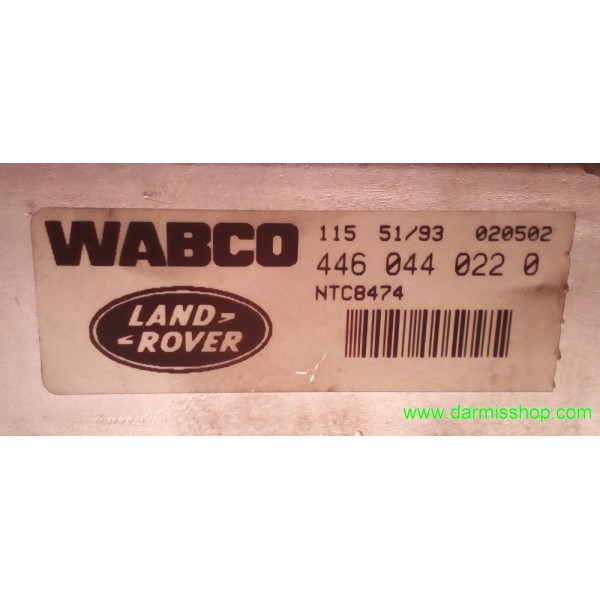 WABCO
115 51/93 020502
446 044 022 0
NTC8474
LAND
ROVER
www.darmisshop.com